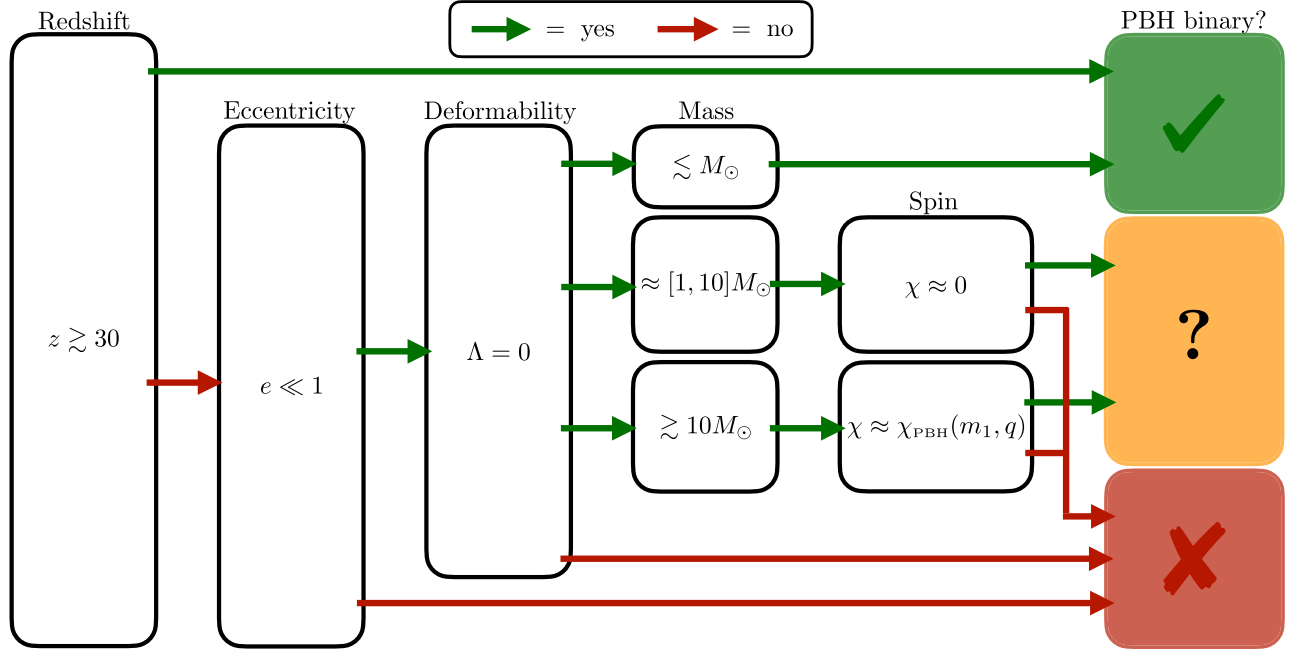 Redshift
= yes
= no
PBH binary?
Eccentricity
Deformability
Mass
≲ M⊙
Spin
≈ [1, 10]M⊙
χ ≈ 0
?
z ≳ 30
Λ = 0
e ≪ 1
≳ 10M⊙
χ ≈ χPBH(m1, q)